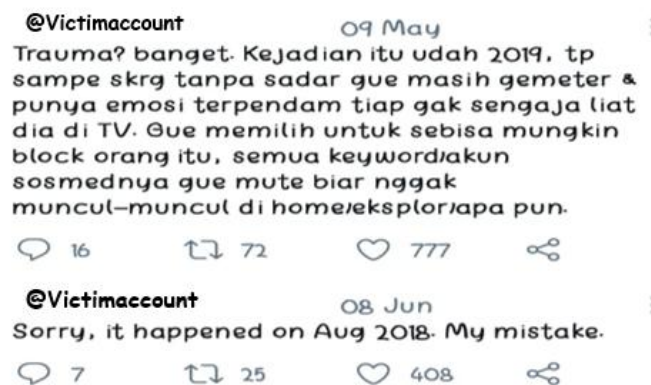 @Victimaccount 09 May
Trauma? banget. Kejadian itu udah 2019, tp
sampe skrg tanpa sadar gue masih gemeter &
punya emosi terpendam tiap gak sengaja liat
dia di TV. Gue memilih untuk sebisa mungkin
block orang itu, semua keyword/akun
sosmednya gue mute biar nggak
muncul-muncul di home/eksplor/apa pun.
16 72 777
@Victimaccount 08 Jun
Sorry, it happened on Aug 2018. My mistake.
7 25 408